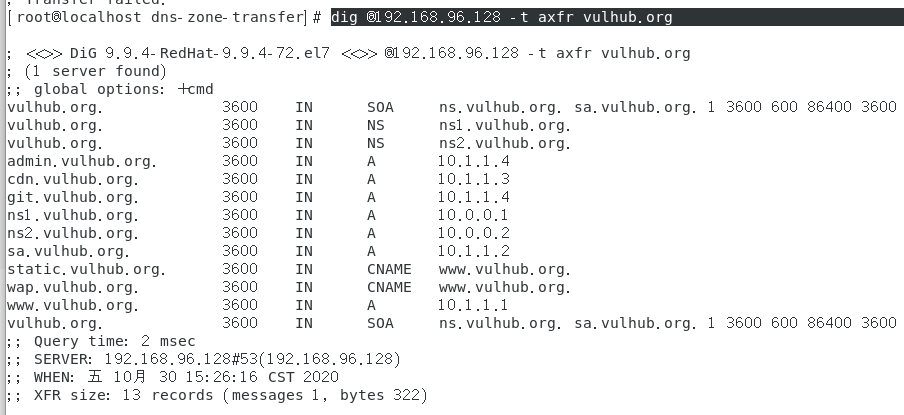 ; Transfer failed.
[root@localhost dns-zone-transfer]# dig @192.168.96.128 -t axfr vulhub.org
; <<>> DiG 9.9.4-RedHat-9.9.4-72.el7 <<>> @192.168.96.128 -t axfr vulhub.org
; (1 server found)
;; global options: +cmd
vulhub.org. 3600 IN SOA ns.vulhub.org. sa.vulhub.org. 1 3600 600 86400 3600
vulhub.org. 3600 IN NS ns1.vulhub.org.
vulhub.org. 3600 IN NS ns2.vulhub.org.
admin.vulhub.org. 3600 IN A 10.1.1.4
cdn.vulhub.org. 3600 IN A 10.1.1.3
git.vulhub.org. 3600 IN A 10.1.1.4
ns1.vulhub.org. 3600 IN A 10.0.0.1
ns2.vulhub.org. 3600 IN A 10.0.0.2
sa.vulhub.org. 3600 IN A 10.1.1.2
static.vulhub.org. 3600 IN CNAME www.vulhub.org.
wap.vulhub.org. 3600 IN CNAME www.vulhub.org.
www.vulhub.org. 3600 IN A 10.1.1.1
vulhub.org. 3600 IN SOA ns.vulhub.org. sa.vulhub.org. 1 3600 600 86400 3600
;; Query time: 2 msec
;; SERVER: 192.168.96.128#53(192.168.96.128)
;; WHEN: 五 10月 30 15:26:16 CST 2020
;; XFR size: 13 records (messages 1, bytes 322)